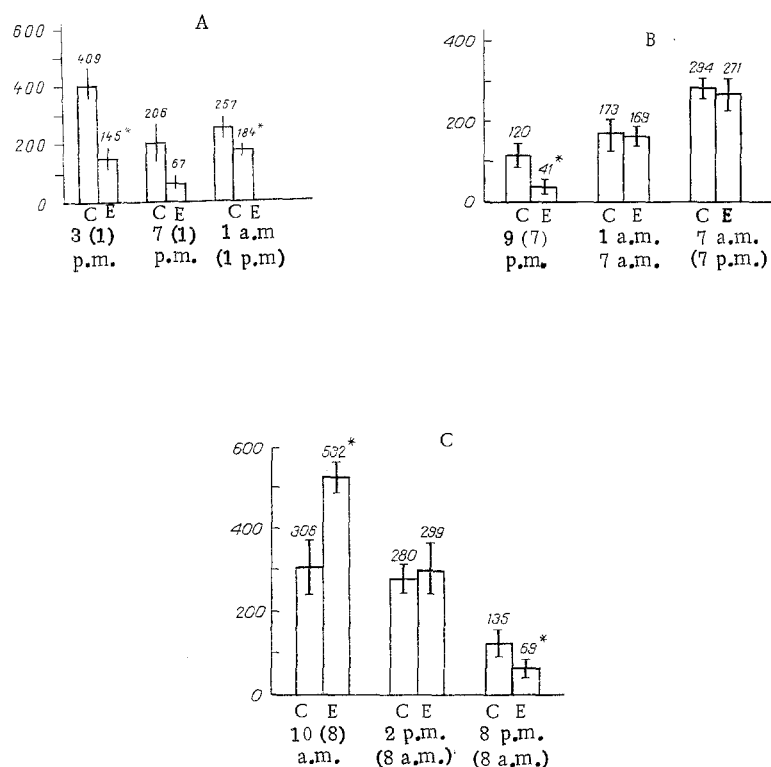 A
600
400
200
0
409
145*
206
67
257
184*
C E C E C E
3 (1) 7 (1) 1 a.m
p.m. p.m. (1 p.m)
B
400
200
0
120
41*
173
169
294
271
C E C E C E
9 (7) 1 a.m. 7 a.m.
p.m. 7 a.m. (7 p.m.)
C
600
400
200
0
306
532*
280
299
135
69*
C E C E C E
10 (8) 2 p.m. 8 p.m.
a.m. (8 a.m.) (8 a.m.)